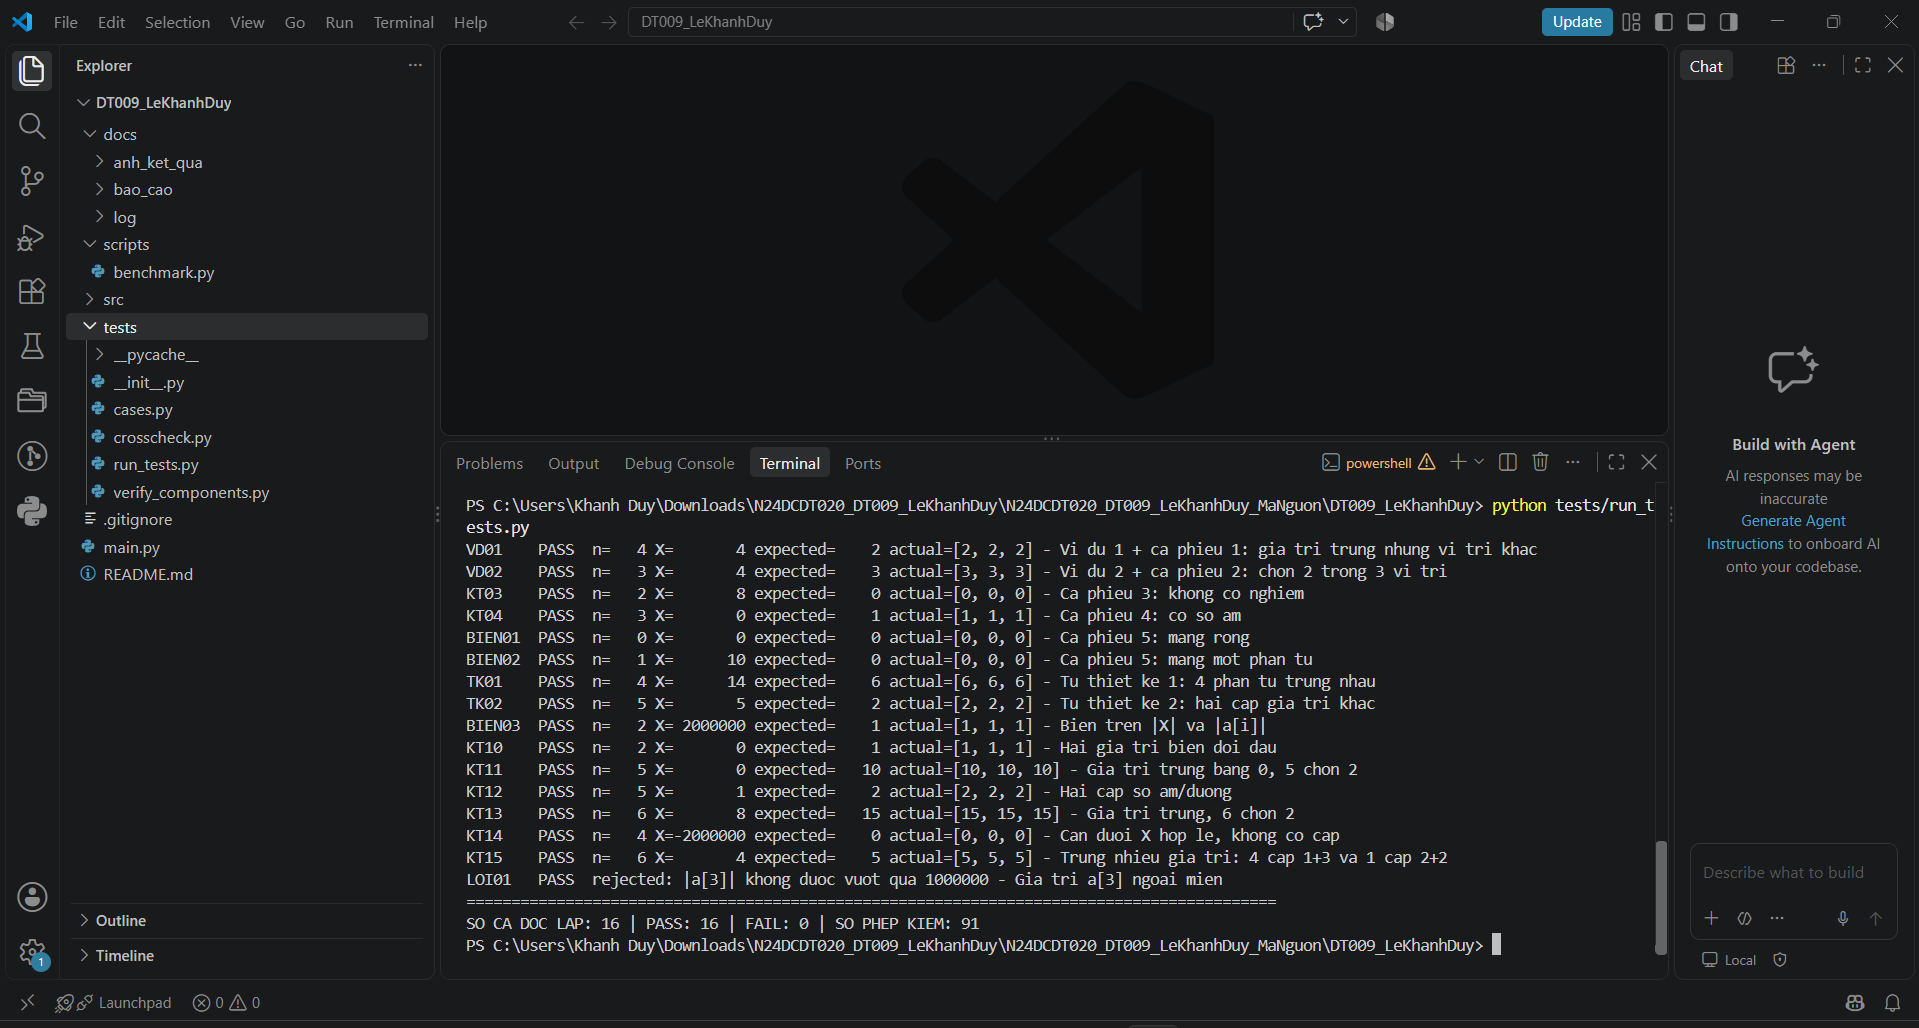 File Edit Selection View Go Run Terminal Help
DT009_LeKhanhDuy
Update
Explorer
DT009_LeKhanhDuy
docs
anh_ket_qua
bao_cao
log
scripts
benchmark.py
src
tests
__pycache__
__init__.py
cases.py
crosscheck.py
run_tests.py
verify_components.py
.gitignore
main.py
README.md
Outline
Timeline
1
Problems Output Debug Console Terminal Ports
powershell
PS C:\Users\Khanh Duy\Downloads\N24DCDT020_DT009_LeKhanhDuy\N24DCDT020_DT009_LeKhanhDuy_MaNguon\DT009_LeKhanhDuy> python tests/run_t
ests.py
VD01 PASS n= 4 X= 4 expected= 2 actual=[2, 2, 2] - Vi du 1 + ca phieu 1: gia tri trung nhung vi tri khac
VD02 PASS n= 3 X= 4 expected= 3 actual=[3, 3, 3] - Vi du 2 + ca phieu 2: chon 2 trong 3 vi tri
KT03 PASS n= 2 X= 8 expected= 0 actual=[0, 0, 0] - Ca phieu 3: khong co nghiem
KT04 PASS n= 3 X= 0 expected= 1 actual=[1, 1, 1] - Ca phieu 4: co so am
BIEN01 PASS n= 0 X= 0 expected= 0 actual=[0, 0, 0] - Ca phieu 5: mang rong
BIEN02 PASS n= 1 X= 10 expected= 0 actual=[0, 0, 0] - Ca phieu 5: mang mot phan tu
TK01 PASS n= 4 X= 14 expected= 6 actual=[6, 6, 6] - Tu thiet ke 1: 4 phan tu trung nhau
TK02 PASS n= 5 X= 5 expected= 2 actual=[2, 2, 2] - Tu thiet ke 2: hai cap gia tri khac
BIEN03 PASS n= 2 X= 2000000 expected= 1 actual=[1, 1, 1] - Bien tren |X| va |a[i]|
KT10 PASS n= 2 X= 0 expected= 1 actual=[1, 1, 1] - Hai gia tri bien doi dau
KT11 PASS n= 5 X= 0 expected= 10 actual=[10, 10, 10] - Gia tri trung bang 0, 5 chon 2
KT12 PASS n= 5 X= 1 expected= 2 actual=[2, 2, 2] - Hai cap so am/duong
KT13 PASS n= 6 X= 8 expected= 15 actual=[15, 15, 15] - Gia tri trung, 6 chon 2
KT14 PASS n= 4 X=-2000000 expected= 0 actual=[0, 0, 0] - Can duoi X hop le, khong co cap
KT15 PASS n= 6 X= 4 expected= 5 actual=[5, 5, 5] - Trung nhieu gia tri: 4 cap 1+3 va 1 cap 2+2
LOI01 PASS rejected: |a[3]| khong duoc vuot qua 1000000 - Gia tri a[3] ngoai mien
==========================================================================================
SO CA DOC LAP: 16 | PASS: 16 | FAIL: 0 | SO PHEP KIEM: 91
PS C:\Users\Khanh Duy\Downloads\N24DCDT020_DT009_LeKhanhDuy\N24DCDT020_DT009_LeKhanhDuy_MaNguon\DT009_LeKhanhDuy>
Chat
Build with Agent
AI responses may be
inaccurate
Generate Agent
Instructions to onboard AI
onto your codebase.
Describe what to build
Local
Launchpad 0 0